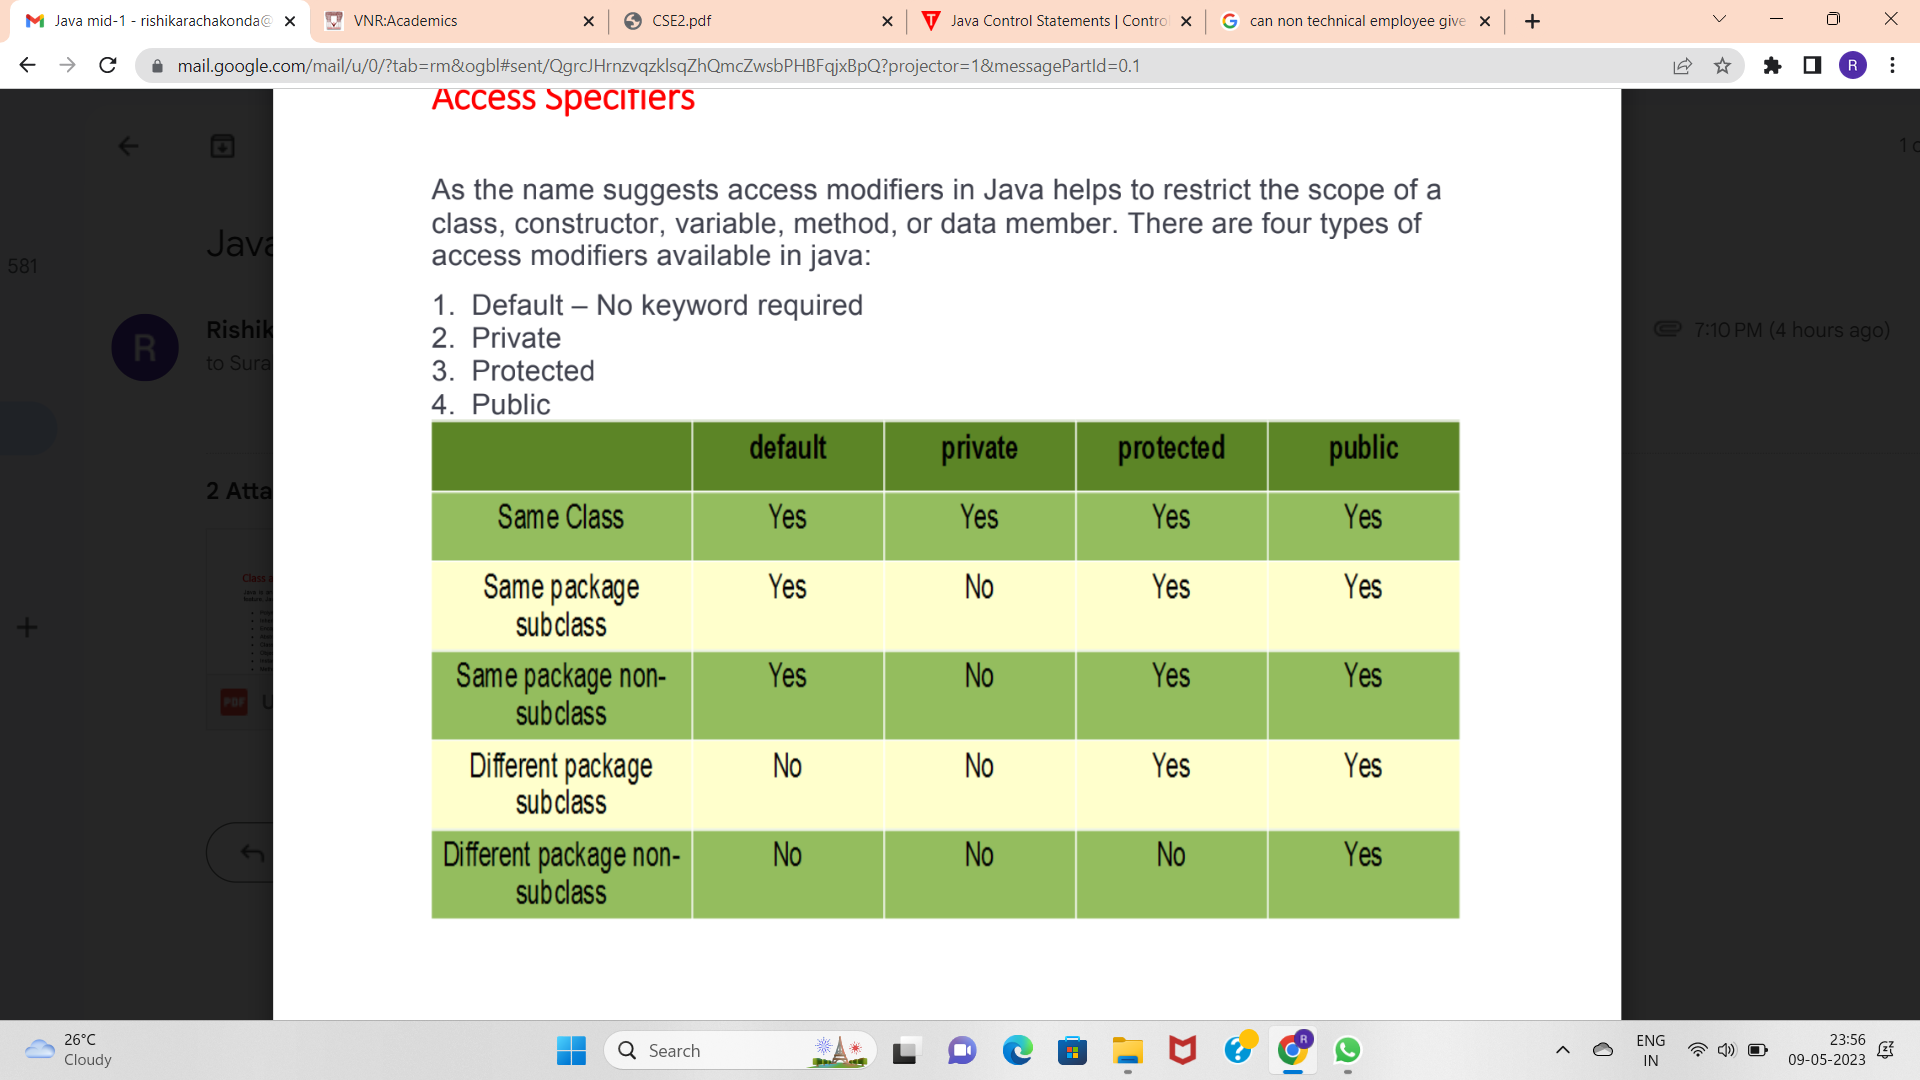 Java mid-1 - rishikarachakonda@
VNR:Academics
CSE2.pdf
Java Control Statements | Contro
can non technical employee give
mail.google.com/mail/u/0/?tab=rm&ogbl#sent/QgrcJHrnzvqzklsqZhQmcZwsbPHBFqjxBpQ?projector=1&messagePartId=0.1
R
Access Specifiers
1 o
As the name suggests access modifiers in Java helps to restrict the scope of a
class, constructor, variable, method, or data member. There are four types of
access modifiers available in java:
Java
581
1. Default – No keyword required
2. Private
3. Protected
4. Public
R
Rishik
to Sura
7:10 PM (4 hours ago)
default private protected public
Same Class Yes Yes Yes Yes
Same package
subclass
Yes No Yes Yes
Same package non-
subclass
Yes No Yes Yes
Different package
subclass
No No Yes Yes
Different package non-
subclass
No No No Yes
2 Atta
Class
PDF
U
26°C
Cloudy
Search
R
ENG
IN
23:56
09-05-2023